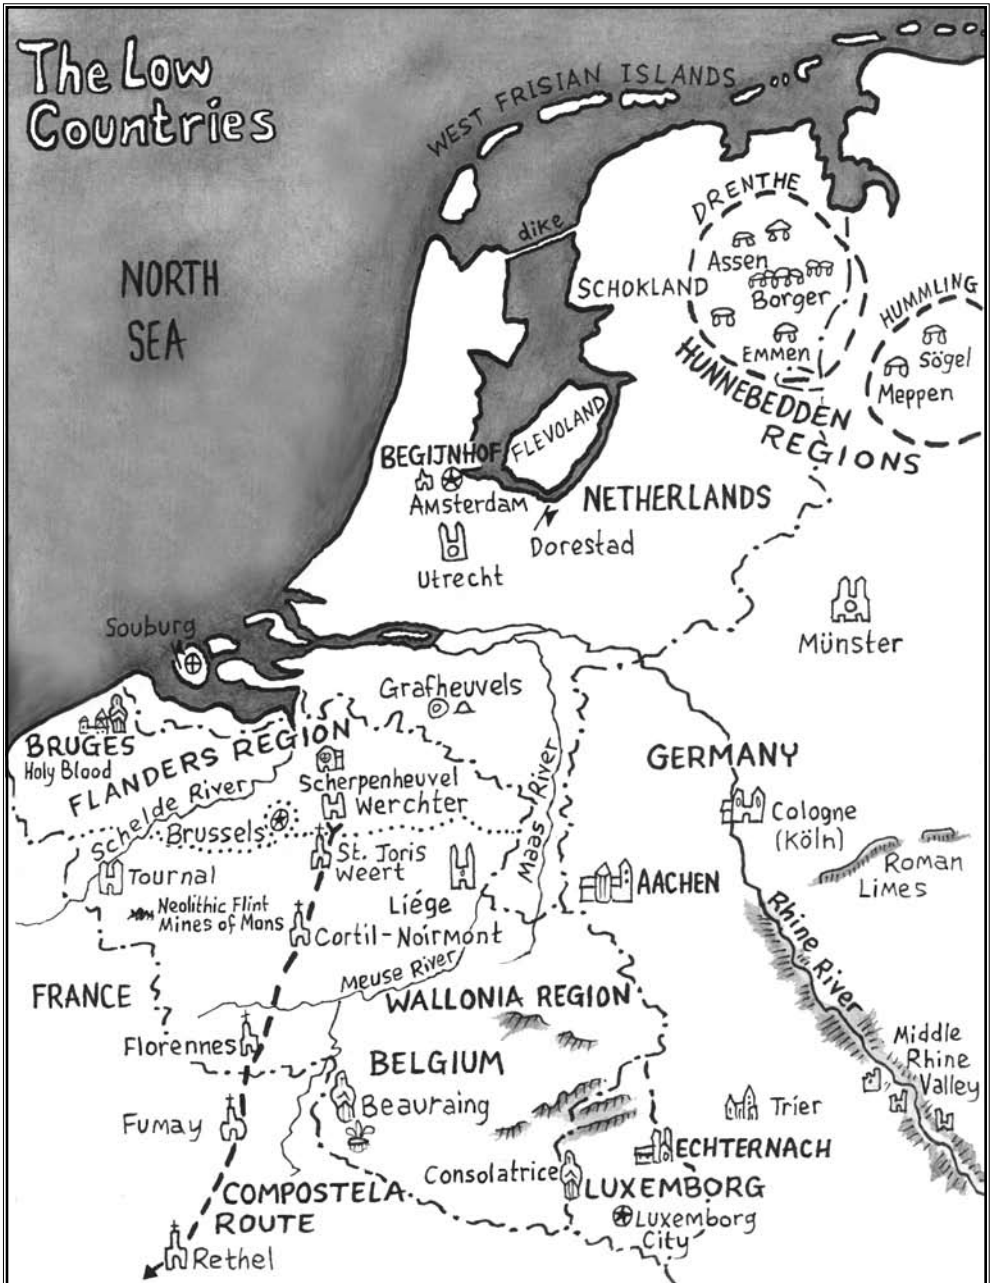 The Low
Countries
WEST FRISIAN ISLANDS
NORTH
SEA
dike
DRENTHE
Assen
SCHOKLAND
Borger
HUMMLING
EMMEN
Sögel
Meppen
HUNNEBEDDEN
REGIONS
FLEVOLAND
BEGIJNHOF
Amsterdam
NETHERLANDS
Dorestad
Utrecht
Souburg
Münster
Grafheuvels
BRUGES
Holy Blood
FLANDERS REGION
Schelde River
Scherpenheuvel
Werchter
Brussels
Maas River
GERMANY
Cologne
(Köln)
Roman
Limes
St. Joris
Weert
Tournal
Neolithic Flint
Mines of Mons
Liége
AACHEN
Cortil-Noirmont
Rhine River
Meuse River
FRANCE
WALLONIA REGION
Florennes
BELGIUM
Middle
Rhine
Valley
Beauraing
Trier
Fumay
ECHTERNACH
Consolatrice
COMPOSTELA
ROUTE
LUXEMBORG
Luxemborg
City
Rethel